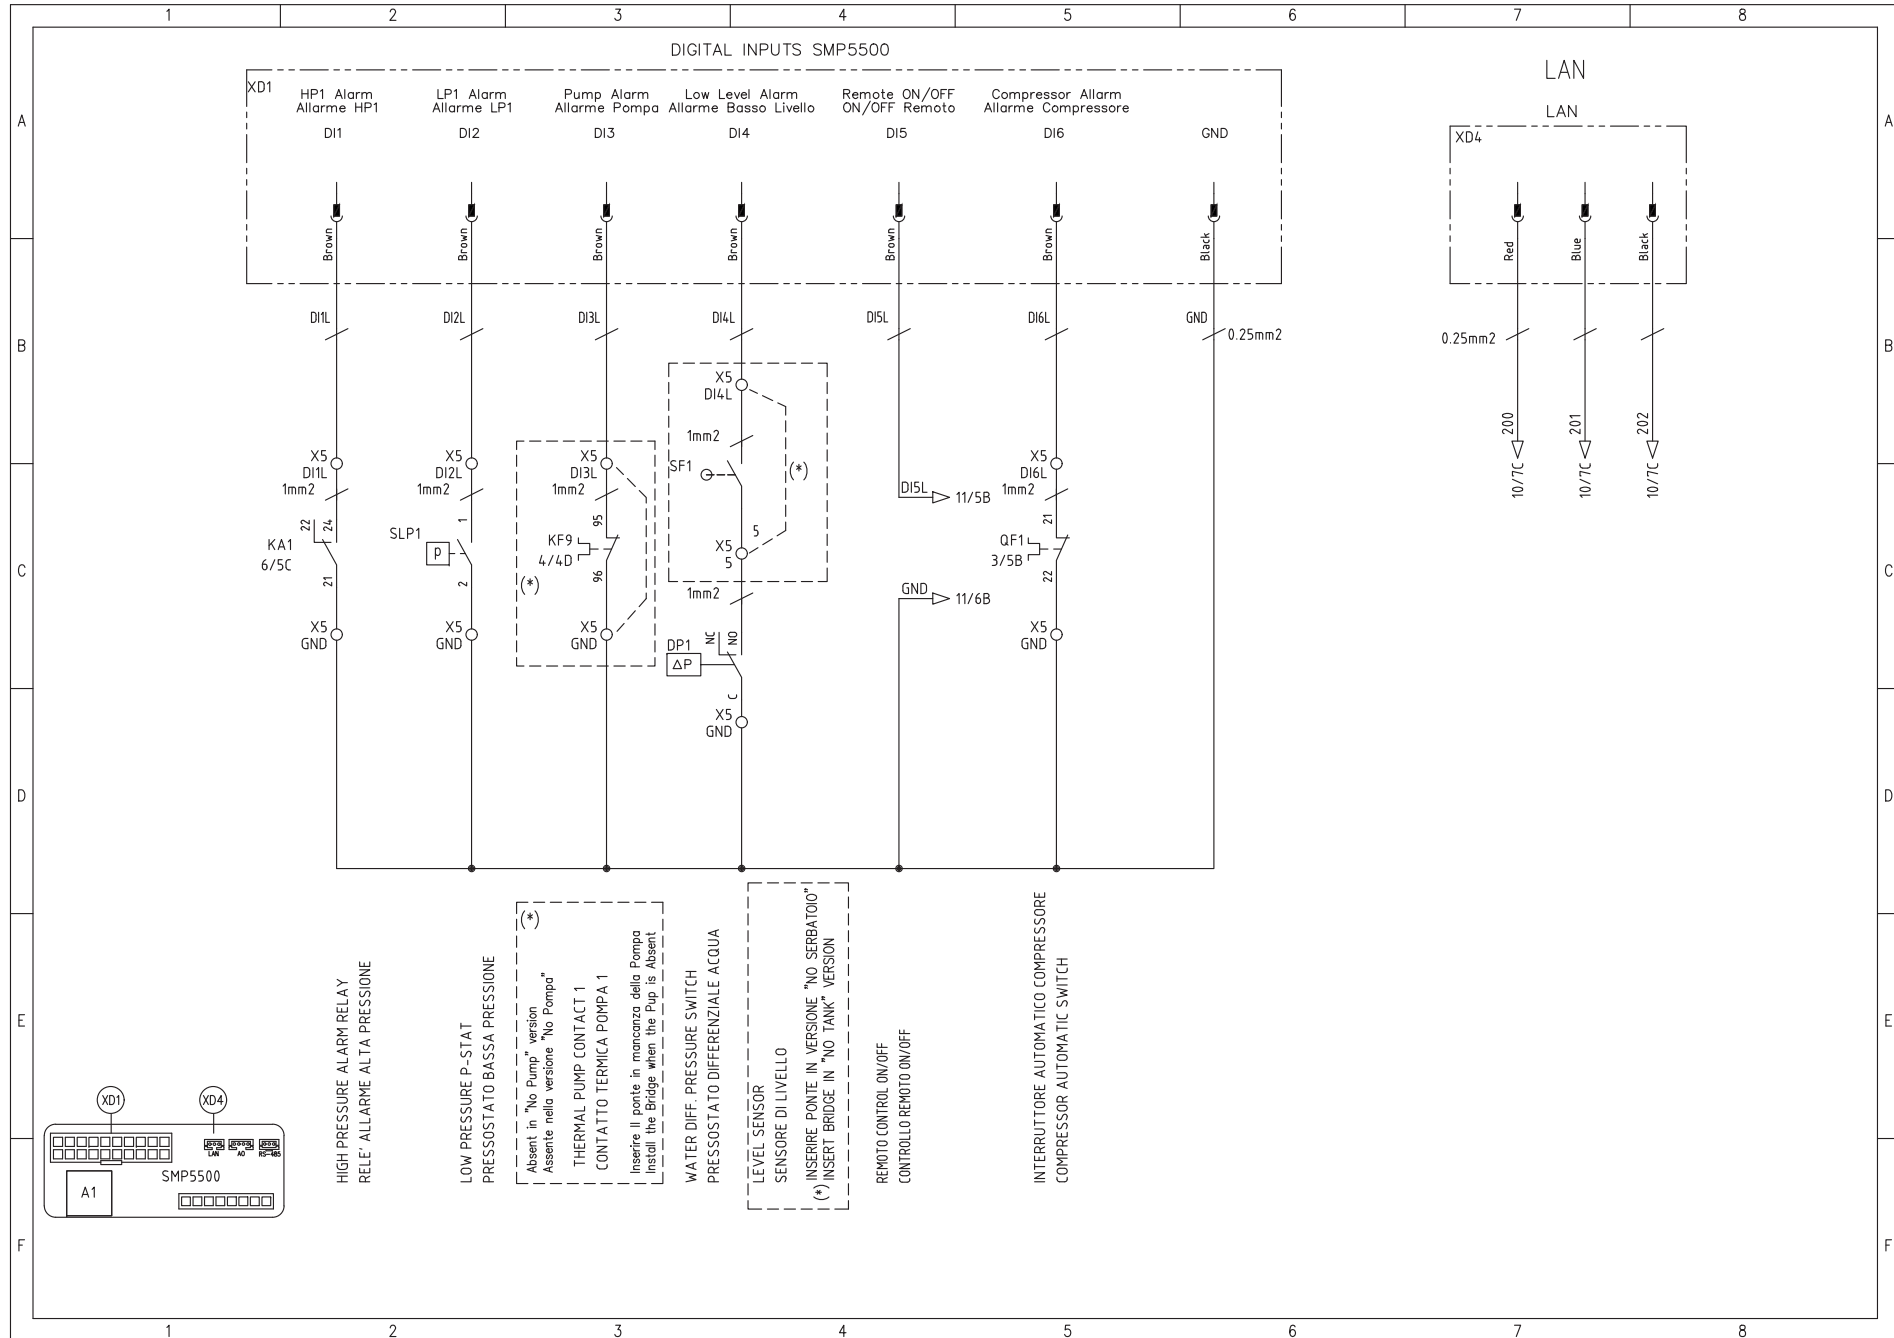 1 2 3 4 5 6 7 8
DIGITAL INPUTS SMP5500
LAN
XD1
HP1 Alarm
Allarme HP1
DI1
LP1 Alarm
Allarme LP1
DI2
Pump Alarm
Allarme Pompa
DI3
Low Level Alarm
Allarme Basso Livello
DI4
Remote ON/OFF
ON/OFF Remoto
DI5
Compressor Allarm
Allarme Compressore
DI6
GND
LAN
XD4
A
A
Brown
Brown
Brown
Brown
Brown
Brown
Black
Red
Blue
Black
DI1L
DI2L
DI3L
DI4L
DI5L
DI6L
GND
0.25mm2
0.25mm2
B
B
X5
DI4L
1mm2
SF1
(*)
5
X5
5
1mm2
200
201
202
10/7C
10/7C
10/7C
X5
DI1L
1mm2
22
24
KA1
6/5C
21
X5
GND
X5
DI2L
1mm2
1
SLP1
P
2
X5
GND
X5
DI3L
1mm2
95
KF9
4/4D
96
(*)
X5
GND
DP1
ΔP
NC
NO
C
X5
GND
DI5L
11/5B
GND
11/6B
X5
DI6L
1mm2
21
QF1
3/5B
22
X5
GND
C
C
D
D
HIGH PRESSURE ALARM RELAY
RELE' ALLARME ALTA PRESSIONE
LOW PRESSURE P-STAT
PRESSOSTATO BASSA PRESSIONE
(*)
Absent in "No Pump" version
Assente nella versione "No Pompa"
THERMAL PUMP CONTACT 1
CONTATTO TERMICA POMPA 1
Inserire Il ponte in mancanza della Pompa
Install the Bridge when the Pup is Absent
WATER DIFF. PRESSURE SWITCH
PRESSOSTATO DIFFERENZIALE ACQUA
LEVEL SENSOR
SENSORE DI LIVELLO
(*)
INSERIRE PONTE IN VERSIONE "NO SERBATOIO"
INSERT BRIDGE IN "NO TANK" VERSION
REMOTO CONTROL ON/OFF
CONTROLLO REMOTO ON/OFF
INTERRUTTORE AUTOMATICO COMPRESSORE
COMPRESSOR AUTOMATIC SWITCH
E
E
XD1
XD4
LAN
AO
RS-485
SMP5500
A1
F
F
1 2 3 4 5 6 7 8